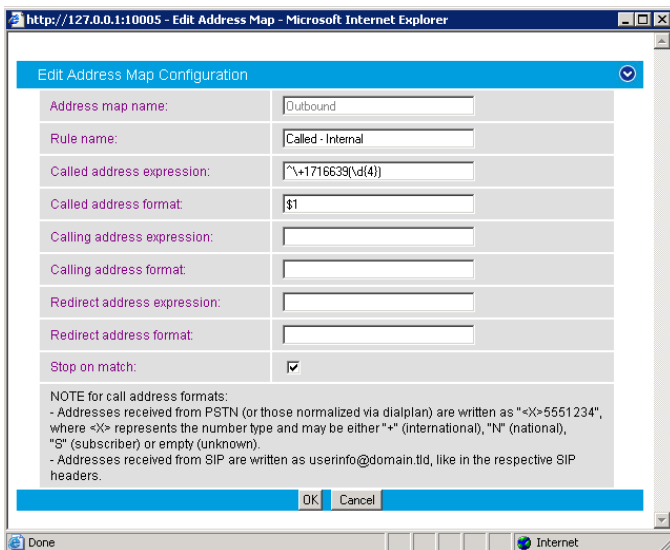 http://127.0.0.1:10005 - Edit Address Map - Microsoft Internet Explorer
Edit Address Map Configuration
Address map name: Outbound
Rule name: Called - Internal
Called address expression: ^\+1716639(\d{4})
Called address format: $1
Calling address expression:
Calling address format:
Redirect address expression:
Redirect address format:
Stop on match:
NOTE for call address formats:
- Addresses received from PSTN (or those normalized via dialplan) are written as "<X>5551234",
where <X> represents the number type and may be either "+" (international), "N" (national),
"S" (subscriber) or empty (unknown).
- Addresses received from SIP are written as userinfo@domain.tld, like in the respective SIP
headers.
OK Cancel
Done Internet